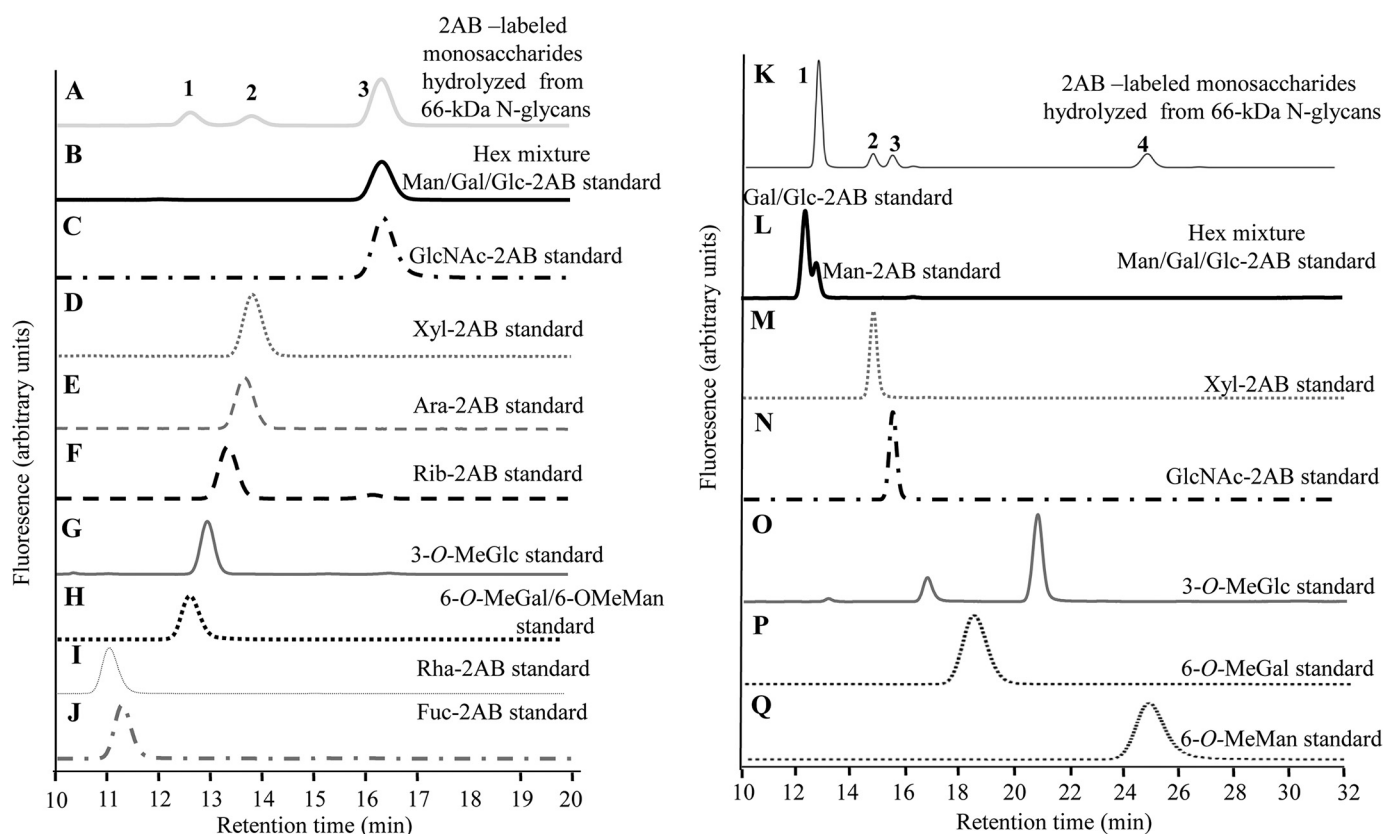 2AB –labeled
monosaccharides
hydrolyzed from
66-kDa N-glycans
A
1
2
3
B
Hex mixture
Man/Gal/Glc-2AB standard
C
GlcNAc-2AB standard
D
Xyl-2AB standard
E
Ara-2AB standard
F
Rib-2AB standard
G
3-O-MeGlc standard
H
6-O-MeGal/6-OMeMan
standard
I
Rha-2AB standard
J
Fuc-2AB standard
Fluoresence (arbitrary units)
10 11 12 13 14 15 16 17 18 19 20
Retention time (min)
K
1
2AB –labeled monosaccharides
hydrolyzed from 66-kDa N-glycans
2
3
4
Gal/Glc-2AB standard
L
Hex mixture
Man/Gal/Glc-2AB standard
Man-2AB standard
M
Xyl-2AB standard
N
GlcNAc-2AB standard
O
3-O-MeGlc standard
P
6-O-MeGal standard
Q
6-O-MeMan standard
Fluoresence (arbitrary units)
10 12 14 16 18 20 22 24 26 28 30 32
Retention time (min)